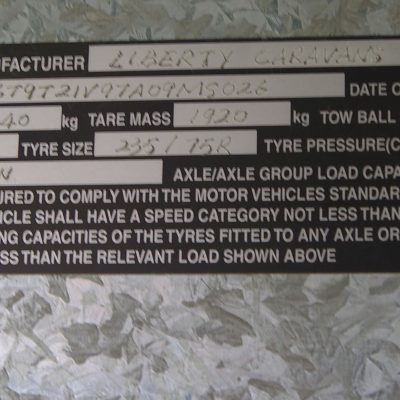 FACTURER LIBERTY CARAVANS
6T9T21V97A09MS026 DATE O
40 kg TARE MASS 1920 kg TOW BALL
TYRE SIZE 235/75R TYRE PRESSURE(C
N. AXLE/AXLE GROUP LOAD CAPA
URED TO COMPLY WITH THE MOTOR VEHICLES STANDAR
ICLE SHALL HAVE A SPEED CATEGORY NOT LESS THAN
NG CAPACITIES OF THE TYRES FITTED TO ANY AXLE OR
ESS THAN THE RELEVANT LOAD SHOWN ABOVE